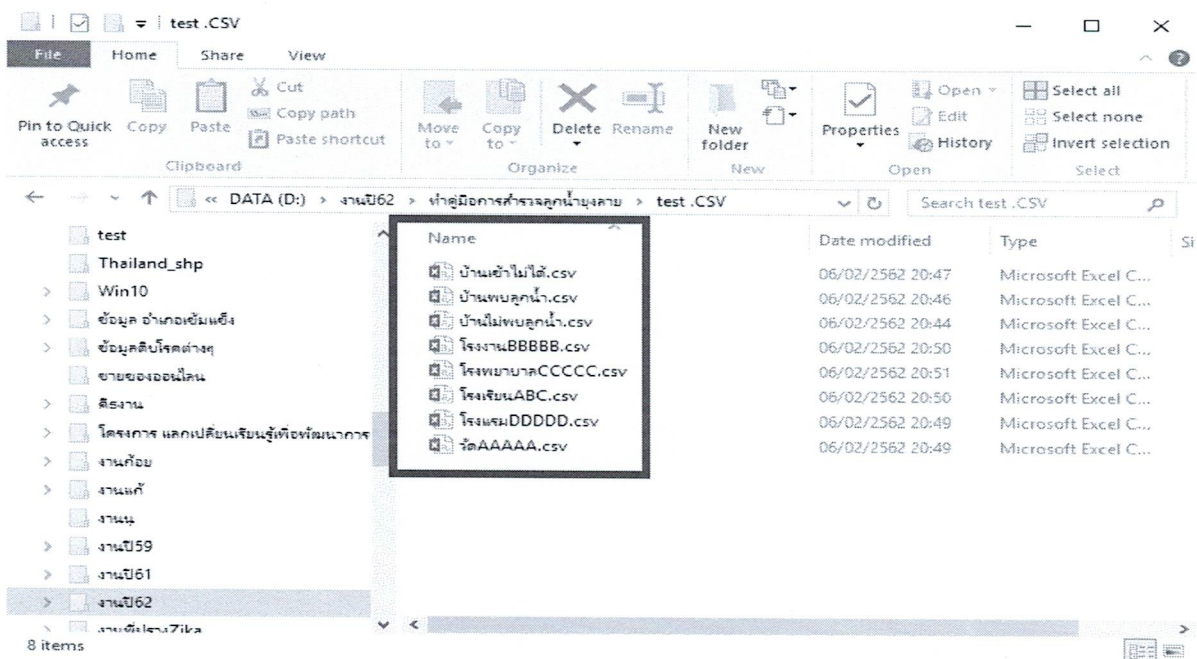 test .CSV
File Home Share View
Pin to Quick access Copy Paste Cut Copy path Paste shortcut Move to Copy to Delete Rename New folder Properties Open Edit History Select all Select none Invert selection
Clipboard Organize New Open Select
« DATA (D:) › งานปี62 › ทำคู่มือการสำรวจลูกน้ำยุงลาย › test .CSV Search test .CSV
test
Thailand_shp
Win10
ข้อมูล อำเภอเข้มแข็ง
ข้อมูลดิบโรคต่างๆ
ขายของออนไลน
โครงการ แลกเปลี่ยนเรียนรู้เพื่อพัฒนาการ
งานก้อย
งานแก้
งานนุ
งานปี59
งานปี61
งานปี62
Name Date modified Type Si
บ้านเข้าไม่ได้.csv 06/02/2562 20:47 Microsoft Excel C...
บ้านพบลูกน้ำ.csv 06/02/2562 20:46 Microsoft Excel C...
บ้านไม่พบลูกน้ำ.csv 06/02/2562 20:44 Microsoft Excel C...
โรงงานBBBBB.csv 06/02/2562 20:50 Microsoft Excel C...
โรงพยาบาลCCCCC.csv 06/02/2562 20:51 Microsoft Excel C...
โรงเรียนABC.csv 06/02/2562 20:50 Microsoft Excel C...
โรงแรมDDDDD.csv 06/02/2562 20:49 Microsoft Excel C...
วัดAAAAA.csv 06/02/2562 20:49 Microsoft Excel C...
8 items